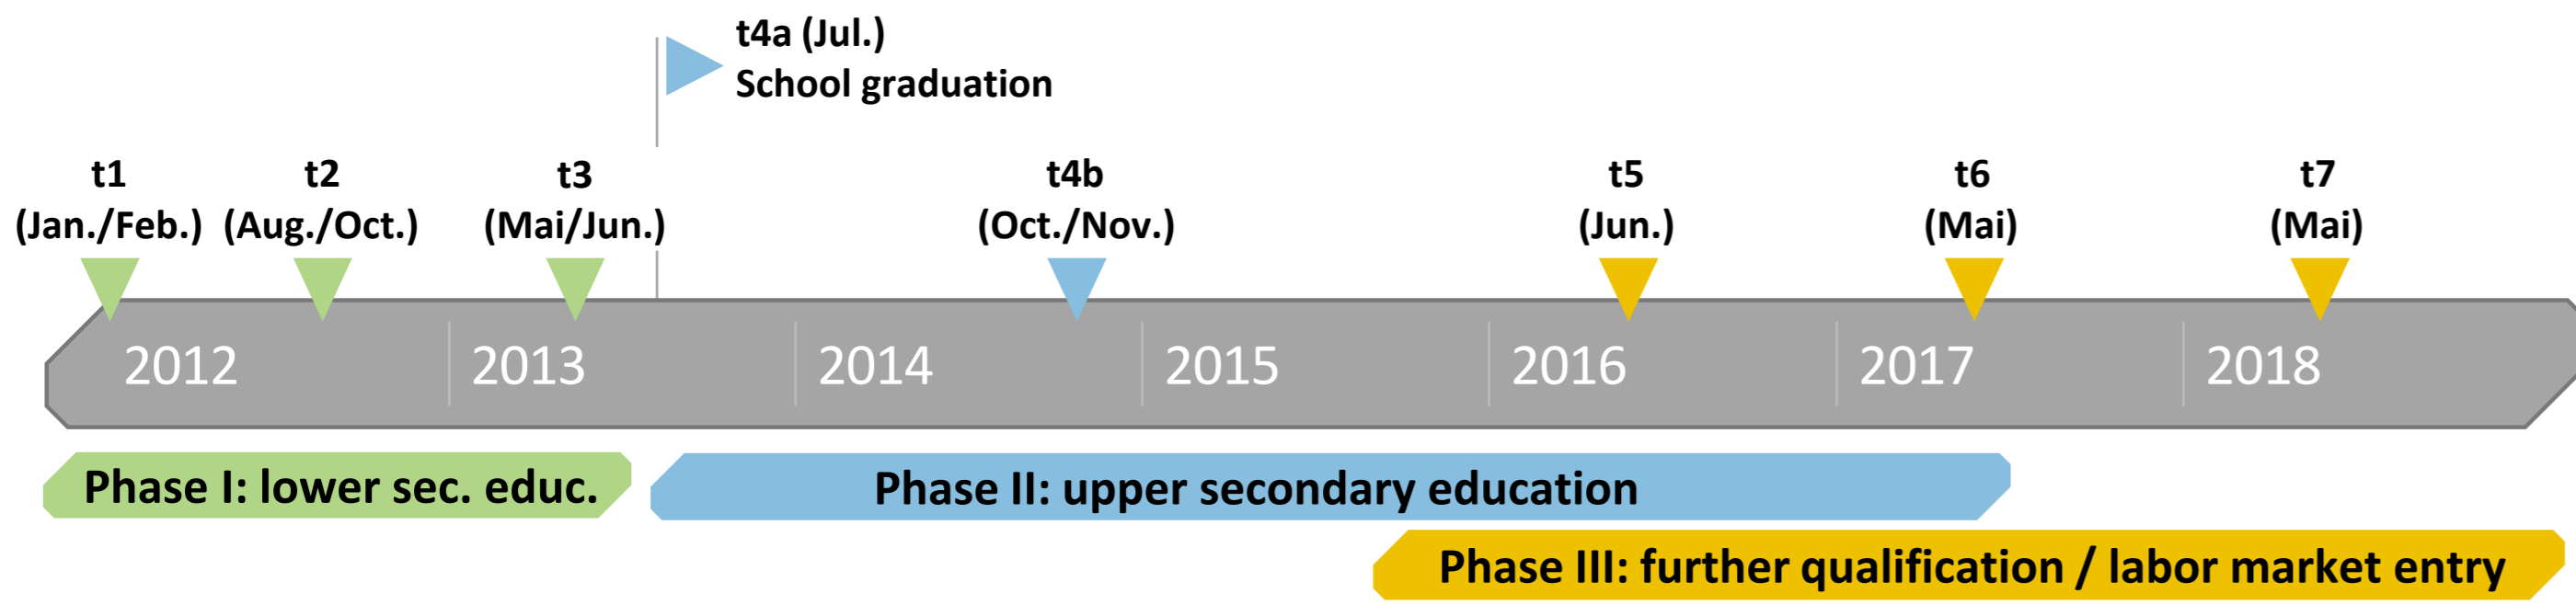 t4a (Jul.)
School graduation
t1
(Jan./Feb.)
t2
(Aug./Oct.)
t3
(Mai/Jun.)
t4b
(Oct./Nov.)
t5
(Jun.)
t6
(Mai)
t7
(Mai)
2012
2013
2014
2015
2016
2017
2018
Phase I: lower sec. educ.
Phase II: upper secondary education
Phase III: further qualification / labor market entry